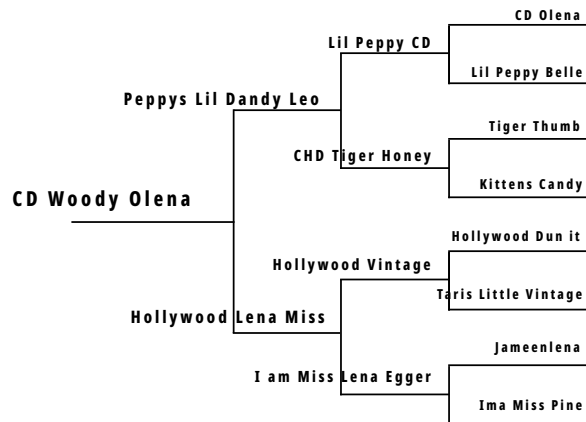 CD Olena
Lil Peppy CD
Lil Peppy Belle
Peppys Lil Dandy Leo
Tiger Thumb
CHD Tiger Honey
Kittens Candy
CD Woody Olena
Hollywood Dun it
Hollywood Vintage
Taris Little Vintage
Hollywood Lena Miss
Jameenlena
I am Miss Lena Egger
Ima Miss Pine